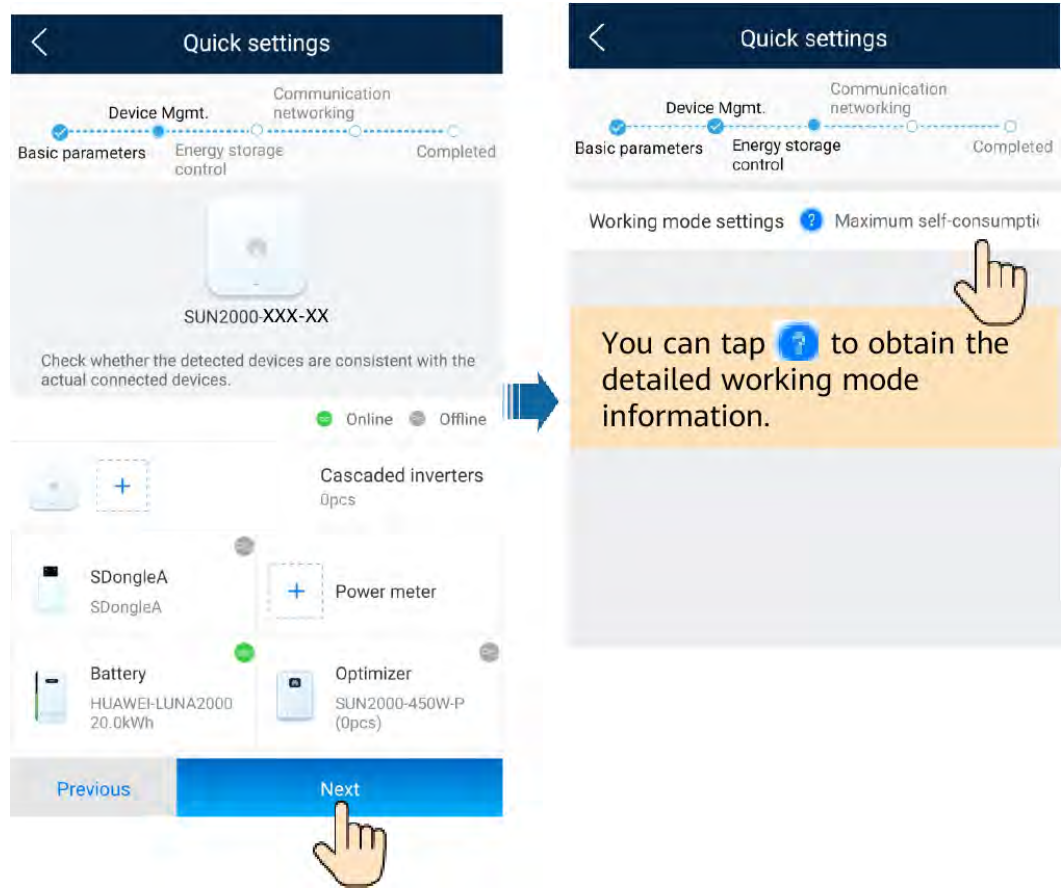 Quick settings
Device Mgmt.
Communication
networking
Basic parameters
Energy storage
control
Completed
SUN2000-XXX-XX
Check whether the detected devices are consistent with the
actual connected devices.
Online
Offline
Cascaded inverters
0pcs
SDongleA
SDongleA
Power meter
Battery
HUAWEI-LUNA2000
20.0kWh
Optimizer
SUN2000-450W-P
(0pcs)
Previous
Next
Quick settings
Device Mgmt.
Communication
networking
Basic parameters
Energy storage
control
Completed
Working mode settings ? Maximum self-consumptio
You can tap ? to obtain the
detailed working mode
information.